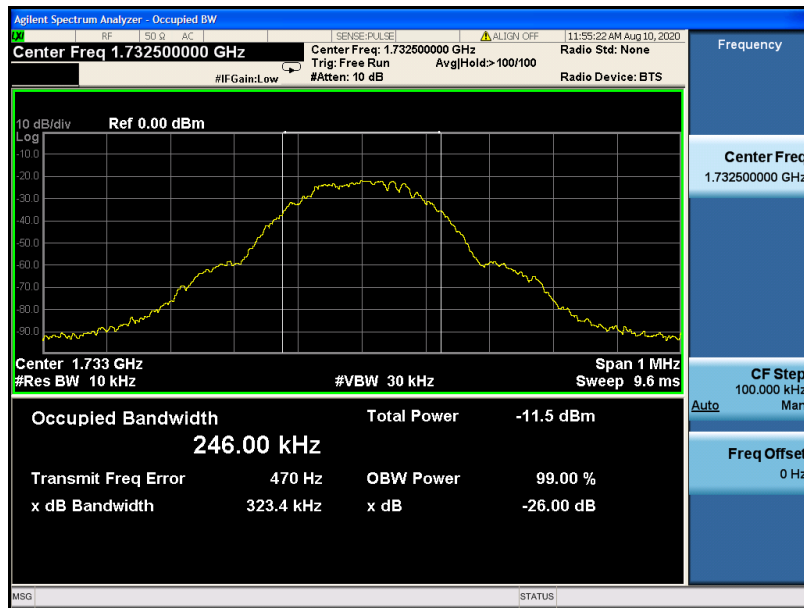 Agilent Spectrum Analyzer - Occupied BW
LXI RF 50 Ω AC SENSE:PULSE ALIGN OFF 11:55:22 AM Aug 10, 2020
Center Freq 1.732500000 GHz
Center Freq: 1.732500000 GHz Radio Std: None
Trig: Free Run Avg|Hold:>100/100
#IFGain:Low #Atten: 10 dB Radio Device: BTS
10 dB/div Ref 0.00 dBm
Log
-10.0
-20.0
-30.0
-40.0
-50.0
-60.0
-70.0
-80.0
-90.0
Center 1.733 GHz Span 1 MHz
#Res BW 10 kHz #VBW 30 kHz Sweep 9.6 ms
Occupied Bandwidth Total Power -11.5 dBm
246.00 kHz
Transmit Freq Error 470 Hz OBW Power 99.00 %
x dB Bandwidth 323.4 kHz x dB -26.00 dB
MSG STATUS
Frequency
Center Freq
1.732500000 GHz
CF Step
100.000 kHz
Auto Man
Freq Offset
0 Hz